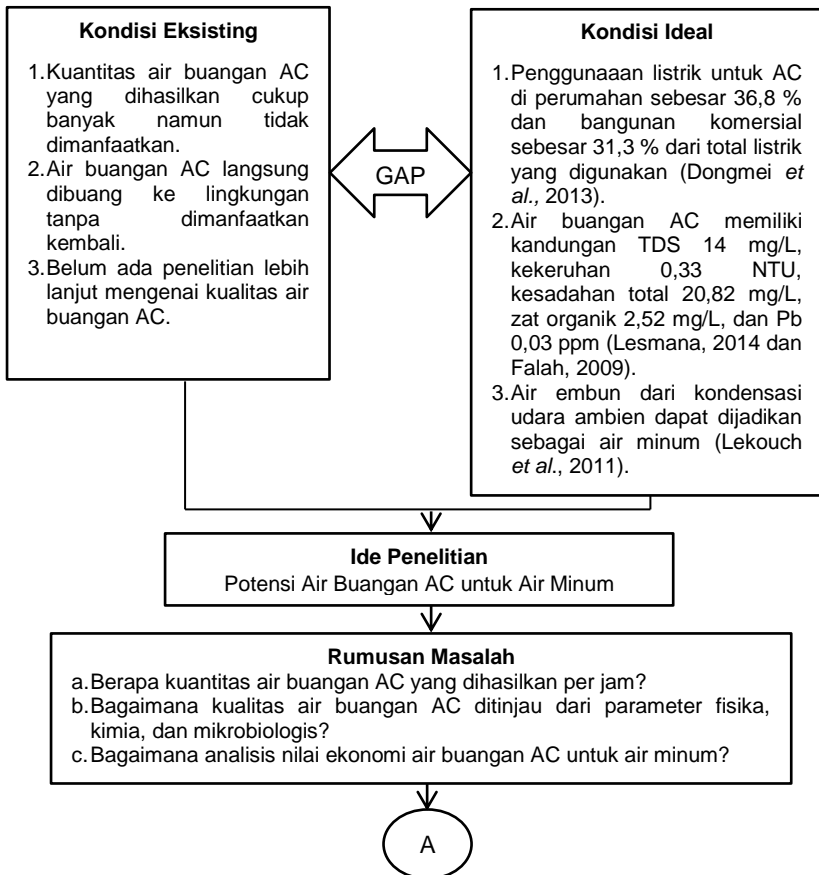 Kondisi Eksisting
1.Kuantitas air buangan AC
yang dihasilkan cukup
banyak namun tidak
dimanfaatkan.
2.Air buangan AC langsung
dibuang ke lingkungan
tanpa dimanfaatkan
kembali.
3.Belum ada penelitian lebih
lanjut mengenai kualitas air
buangan AC.
GAP
Kondisi Ideal
1.Penggunaaan listrik untuk AC
di perumahan sebesar 36,8 %
dan bangunan komersial
sebesar 31,3 % dari total listrik
yang digunakan (Dongmei et
al., 2013).
2.Air buangan AC memiliki
kandungan TDS 14 mg/L,
kekeruhan 0,33 NTU,
kesadahan total 20,82 mg/L,
zat organik 2,52 mg/L, dan Pb
0,03 ppm (Lesmana, 2014 dan
Falah, 2009).
3.Air embun dari kondensasi
udara ambien dapat dijadikan
sebagai air minum (Lekouch
et al., 2011).
Ide Penelitian
Potensi Air Buangan AC untuk Air Minum
Rumusan Masalah
a.Berapa kuantitas air buangan AC yang dihasilkan per jam?
b.Bagaimana kualitas air buangan AC ditinjau dari parameter fisika,
kimia, dan mikrobiologis?
c.Bagaimana analisis nilai ekonomi air buangan AC untuk air minum?
A